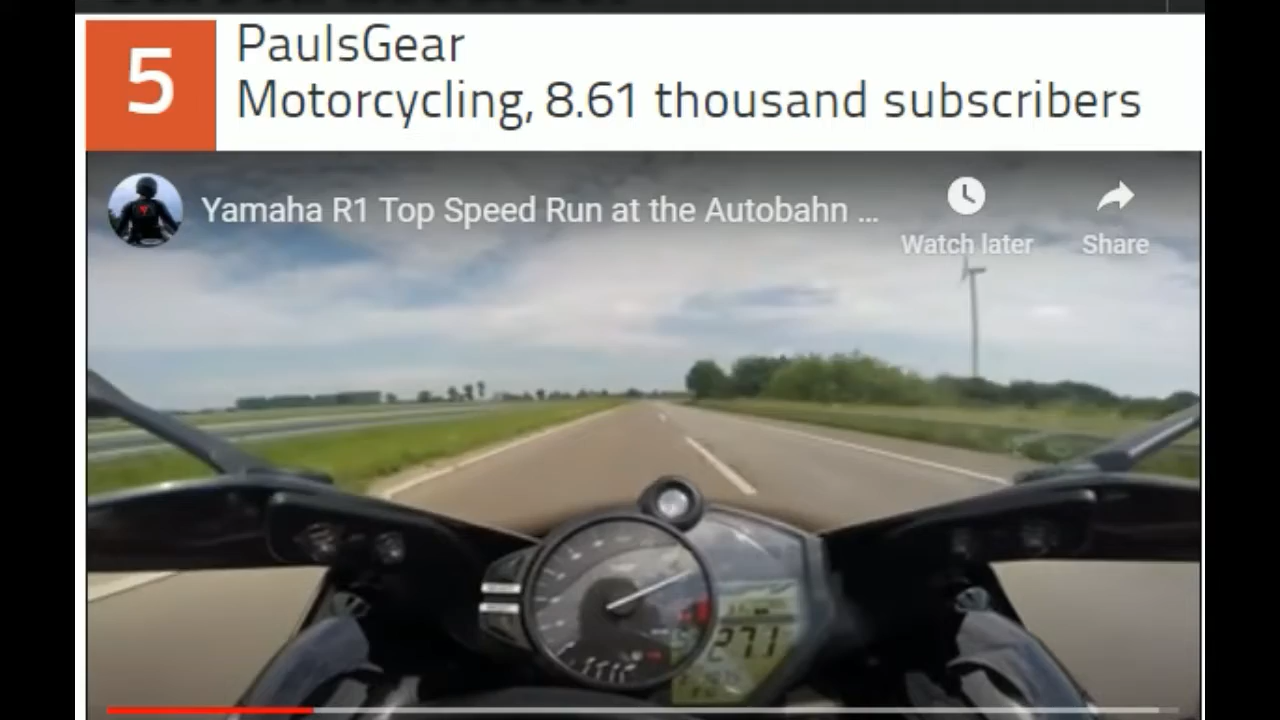 5
PaulsGear
Motorcycling, 8.61 thousand subscribers
Yamaha R1 Top Speed Run at the Autobahn ...
Watch later
Share
271